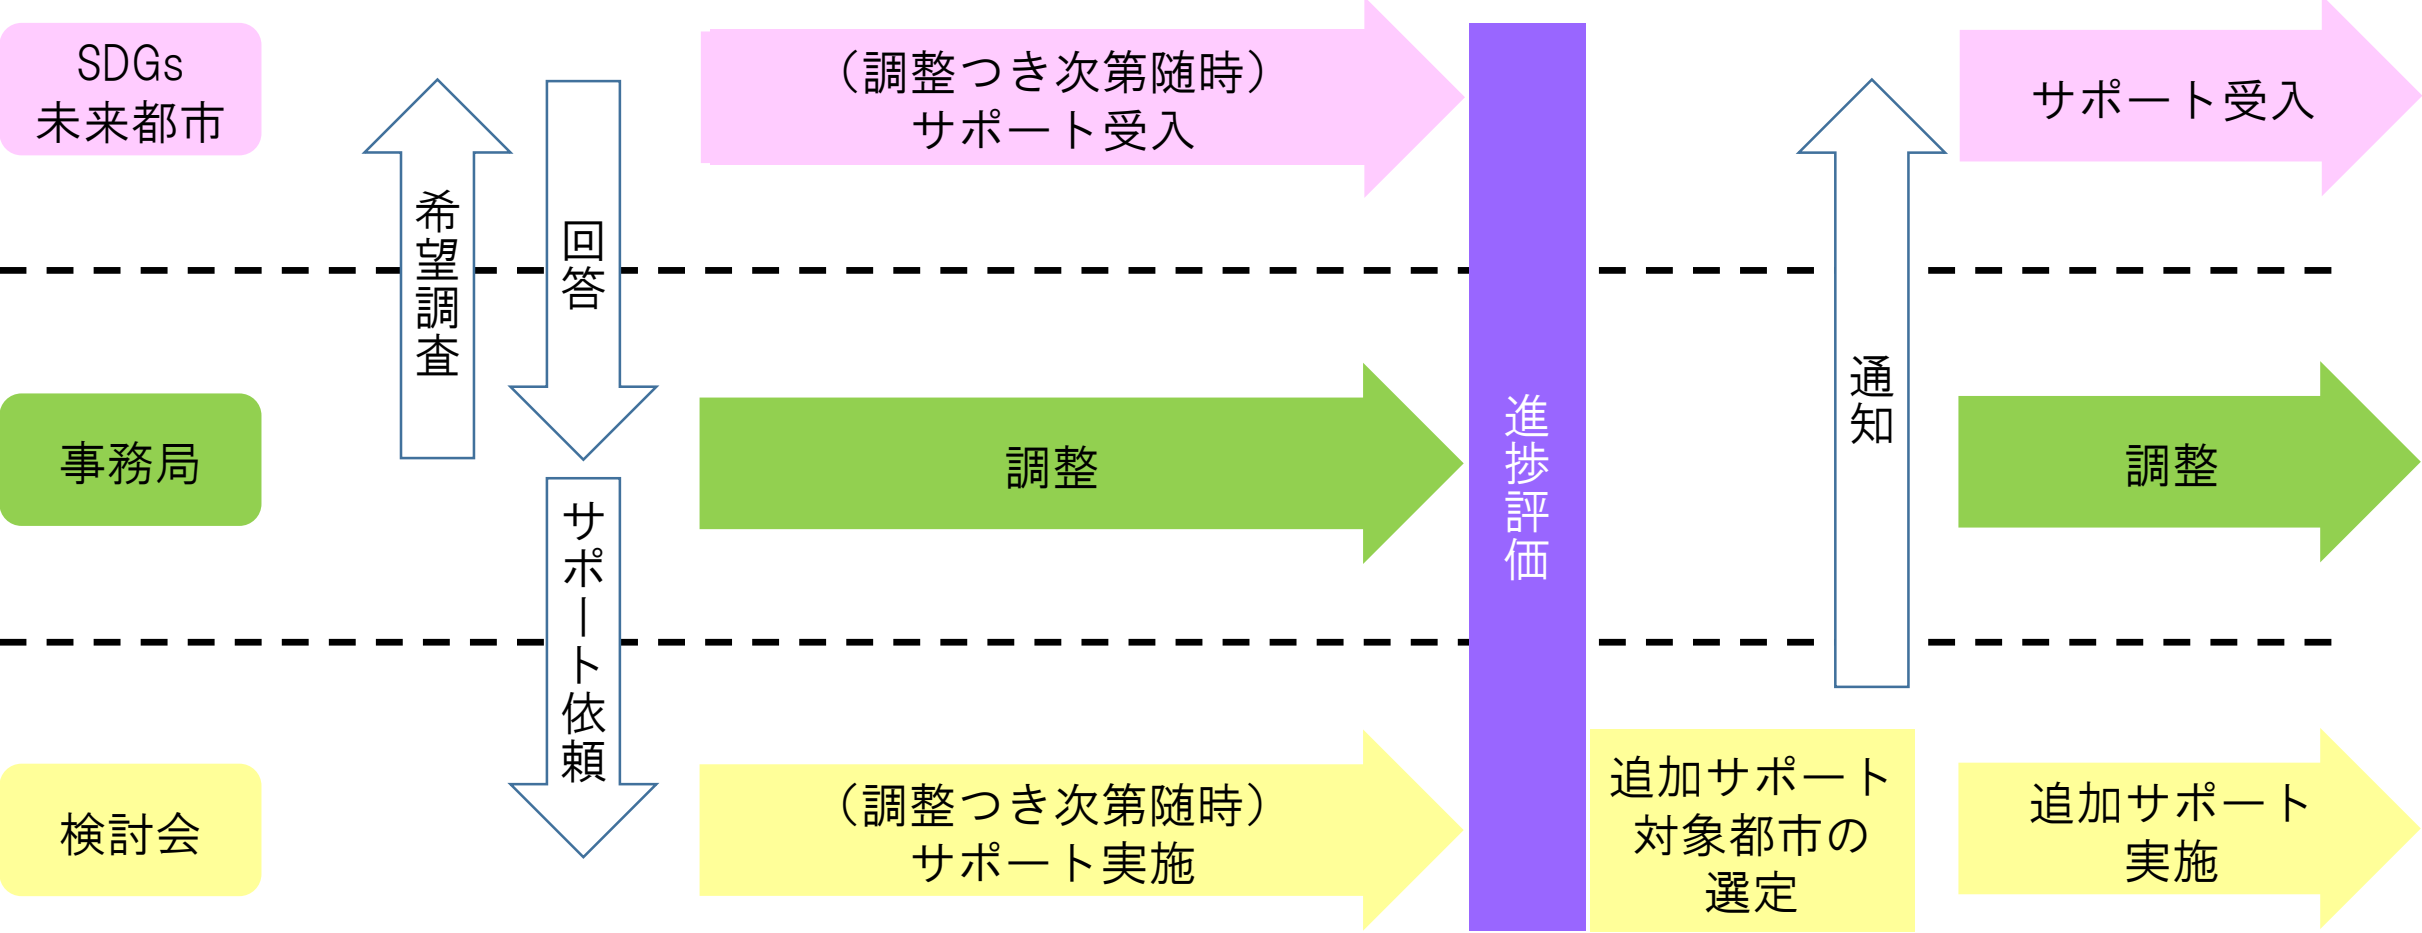 SDGs
未来都市
希望調査
回答
（調整つき次第随時）
サポート受入
サポート受入
事務局
調整
進捗評価
通知
調整
サポート依頼
検討会
（調整つき次第随時）
サポート実施
追加サポート
対象都市の
選定
追加サポート
実施